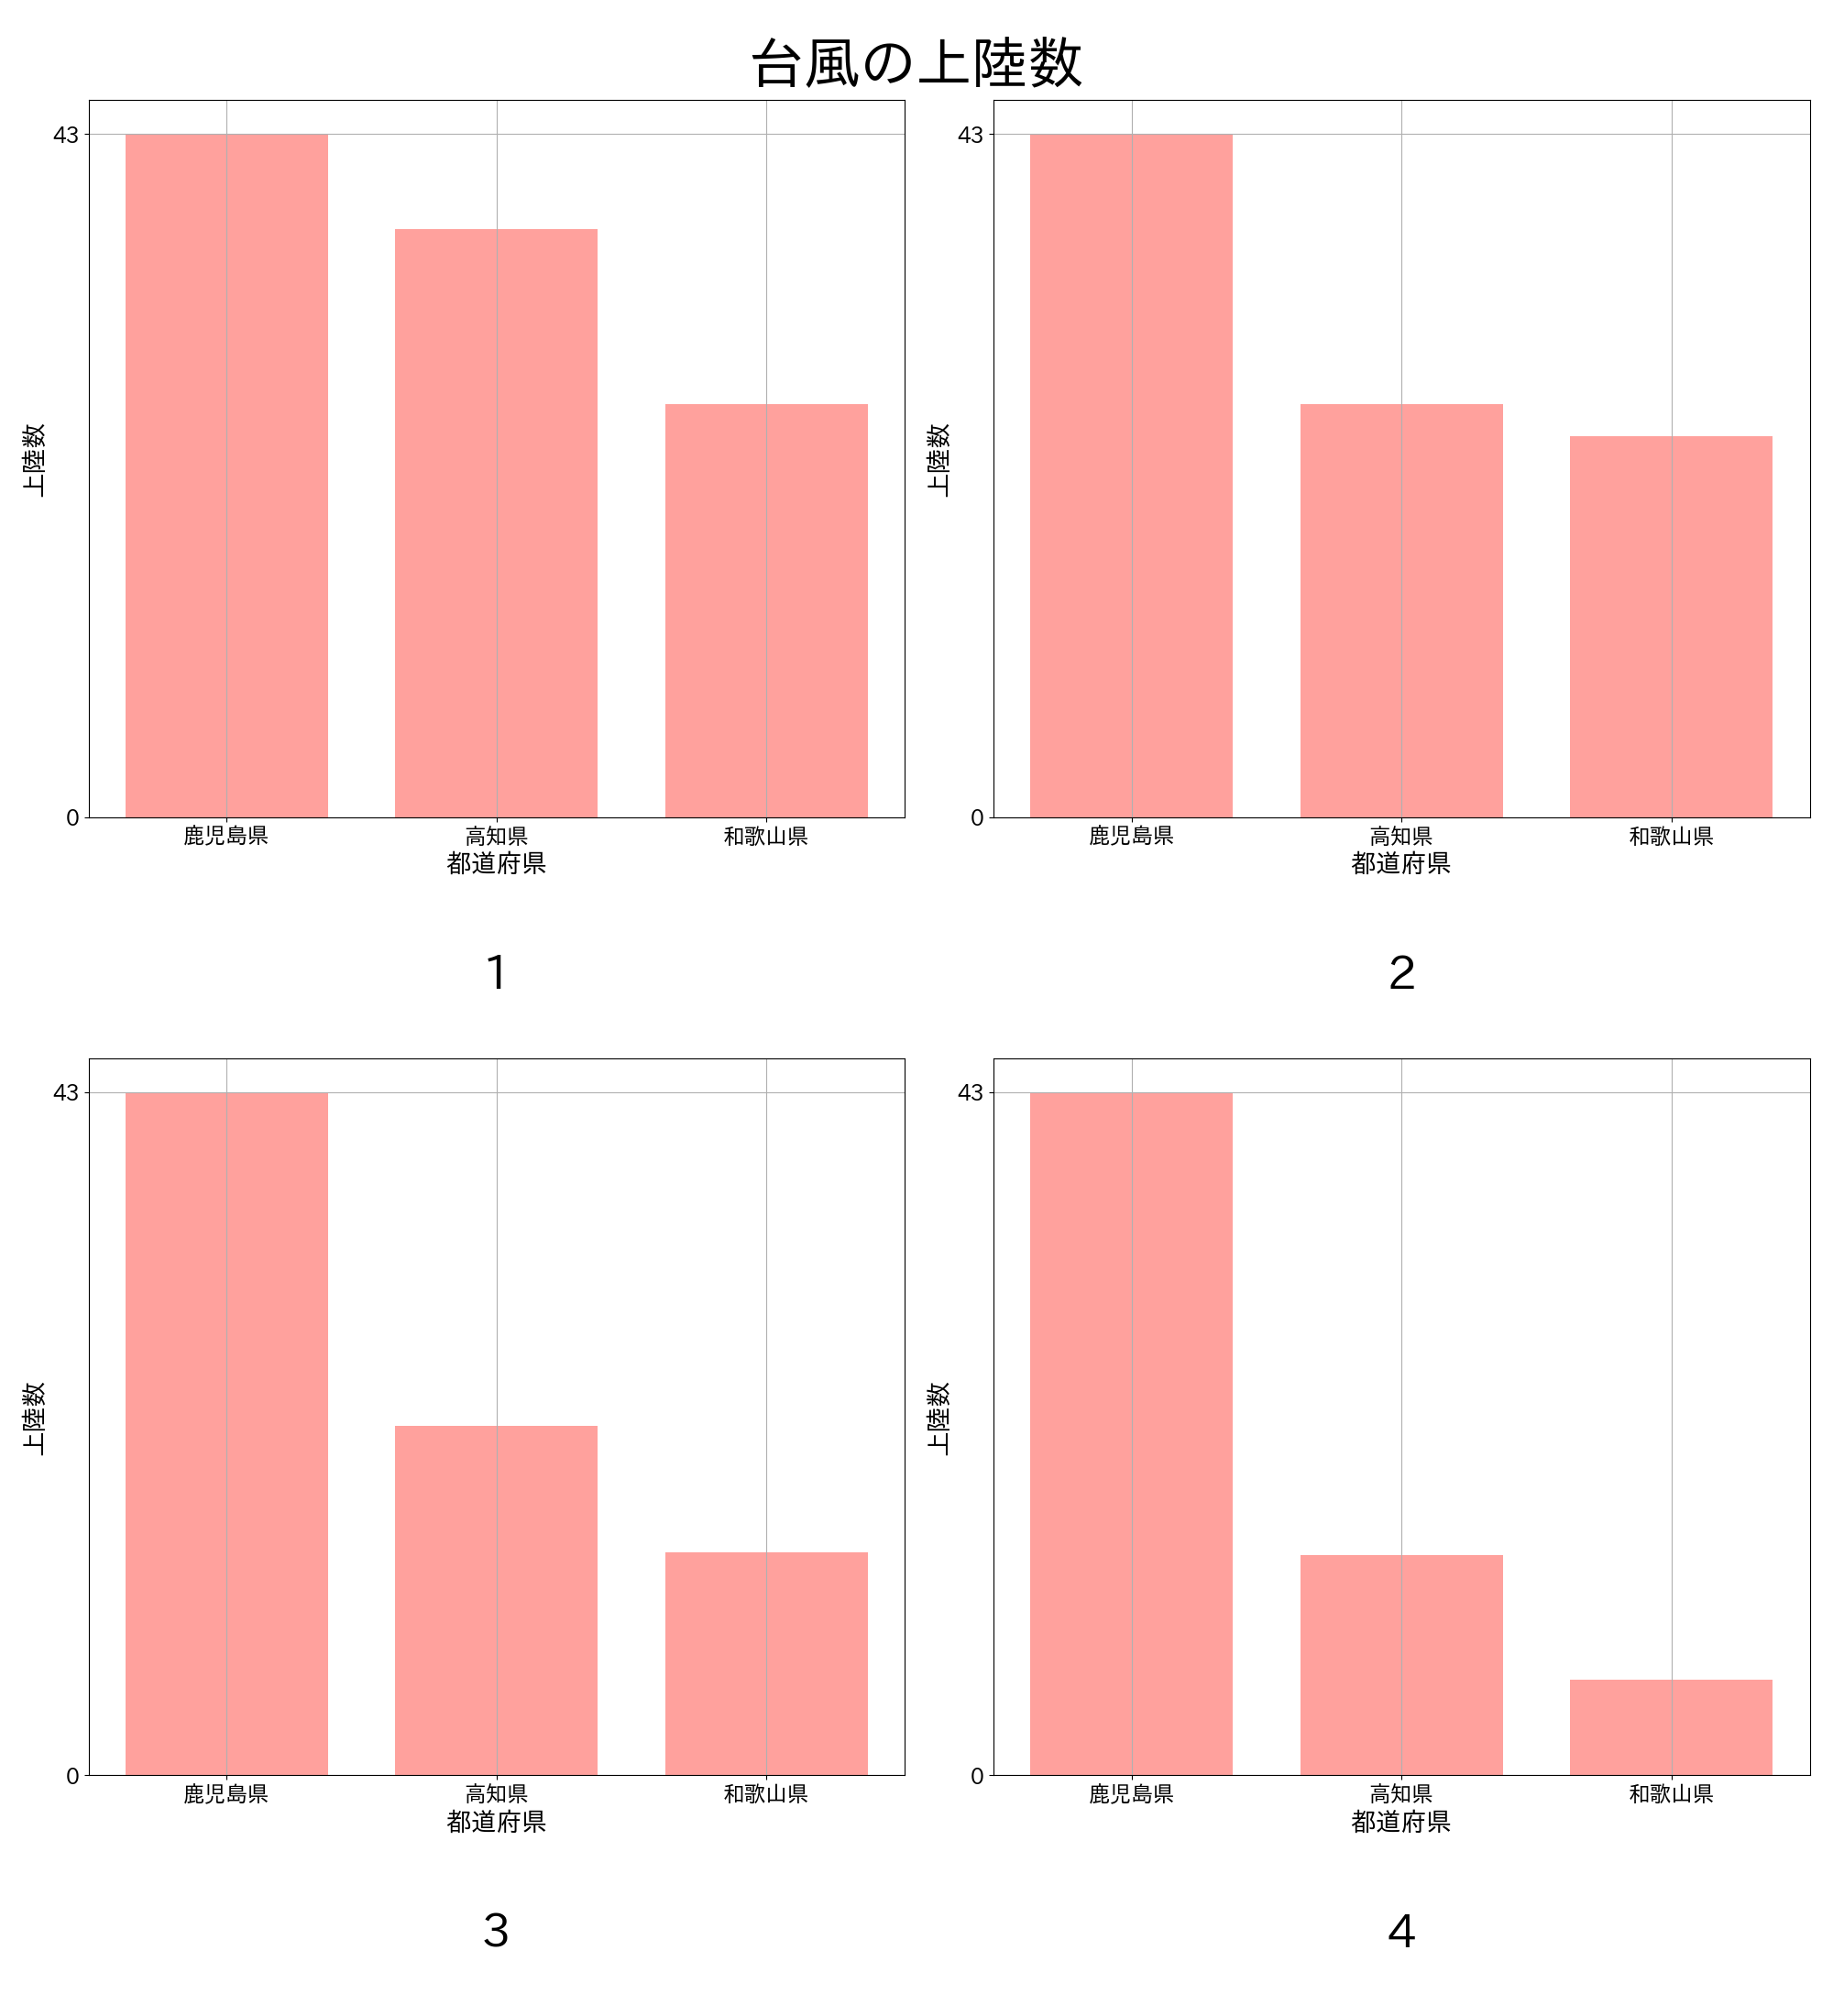 台風の上陸数
43
0
上陸数
鹿児島県 高知県 和歌山県
都道府県
1
43
0
上陸数
鹿児島県 高知県 和歌山県
都道府県
2
43
0
上陸数
鹿児島県 高知県 和歌山県
都道府県
3
43
0
上陸数
鹿児島県 高知県 和歌山県
都道府県
4